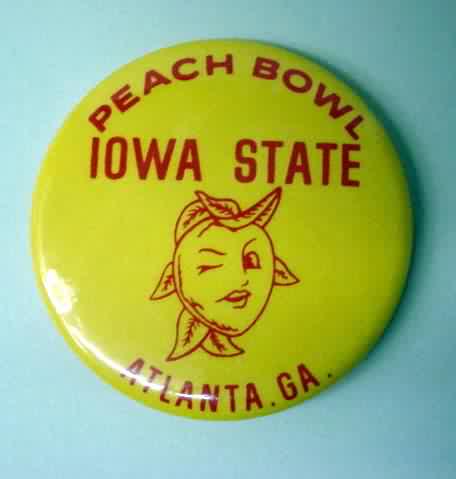 PEACH BOWL
IOWA STATE
ATLANTA.GA.